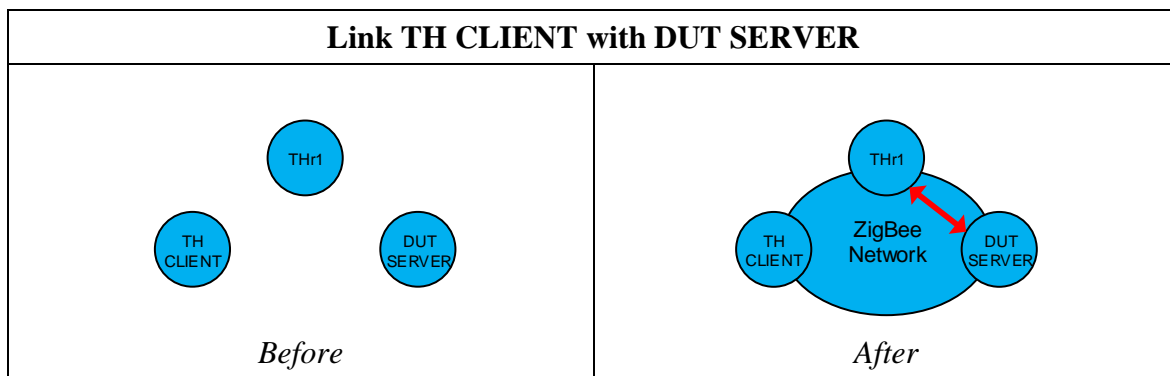 Link TH CLIENT with DUT SERVER
THr1
TH
CLIENT
DUT
SERVER
Before
THr1
ZigBee
Network
TH
CLIENT
DUT
SERVER
After